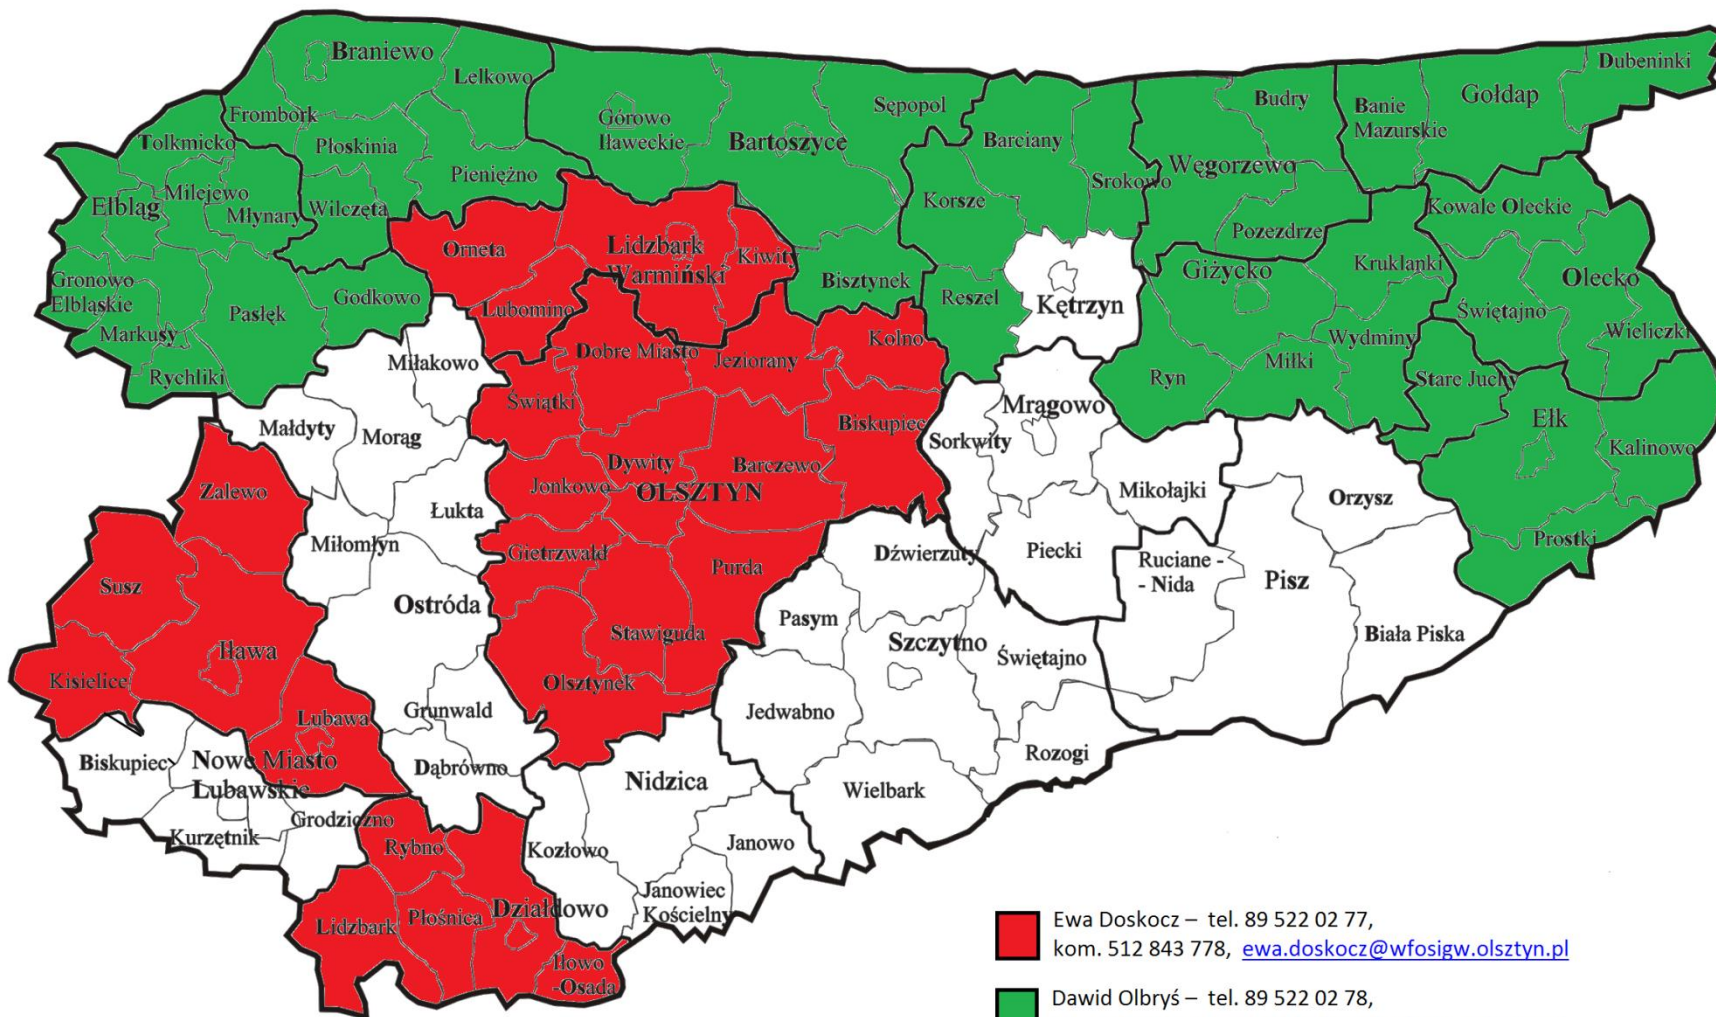 Braniewo
Lelkowo
Dubeninki
Frombork
Górowo
Iławeckie
Sępopol
Budry
Banie
Mazurskie
Gołdap
Tolkmicko
Płoskinia
Bartoszyce
Barciany
Węgorzewo
Pieniężno
Srokowo
Milejewo
Elbląg
Młynary
Wilczęta
Korsze
Kowale Oleckie
Orneta
Lidzbark
Warmiński
Kiwity
Pozezdrze
Gronowo
Elbląskie
Godkowo
Bisztynek
Reszel
Kętrzyn
Giżycko
Kruklanki
Olecko
Pasłęk
Markusy
Lubomino
Świętajno
Wieliczki
Rychliki
Miłakowo
Dobre Miasto
Jeziorany
Kolno
Wydminy
Miłki
Ryn
Stare Juchy
Świątki
Mrągowo
Ełk
Małdyty
Morąg
Biskupiec
Sorkwity
Kalinowo
Zalewo
Dywity
Barczewo
Jonkowo
OLSZTYN
Mikołajki
Orzysz
Łukta
Miłomłyn
Gietrzwałd
Purda
Dźwierzuty
Piecki
Ruciane -
- Nida
Pisz
Prostki
Susz
Ostróda
Pasym
Stawiguda
Szczytno
Świętajno
Biała Piska
Iława
Kisielice
Olsztynek
Grunwald
Jedwabno
Lubawa
Biskupiec
Nowe Miasto
Lubawskie
Dąbrówno
Nidzica
Rozogi
Wielbark
Grodziczno
Kurzętnik
Rybno
Kozłowo
Janowo
Janowiec
Kościelny
Lidzbark
Płośnica
Działdowo
Iłowo
-Osada
Ewa Doskocz – tel. 89 522 02 77,
kom. 512 843 778, ewa.doskocz@wfosigw.olsztyn.pl
Dawid Olbryś – tel. 89 522 02 78,